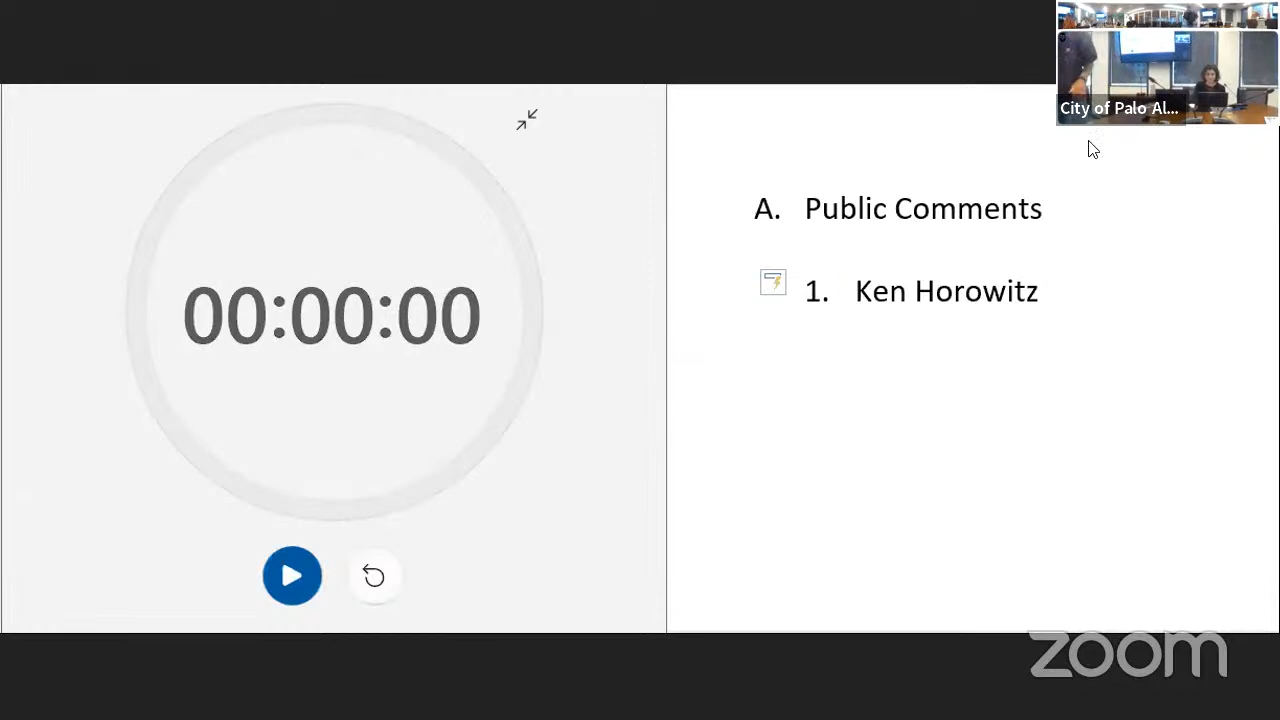 City of Palo Al...
A. Public Comments
1. Ken Horowitz
00:00:00
zoom